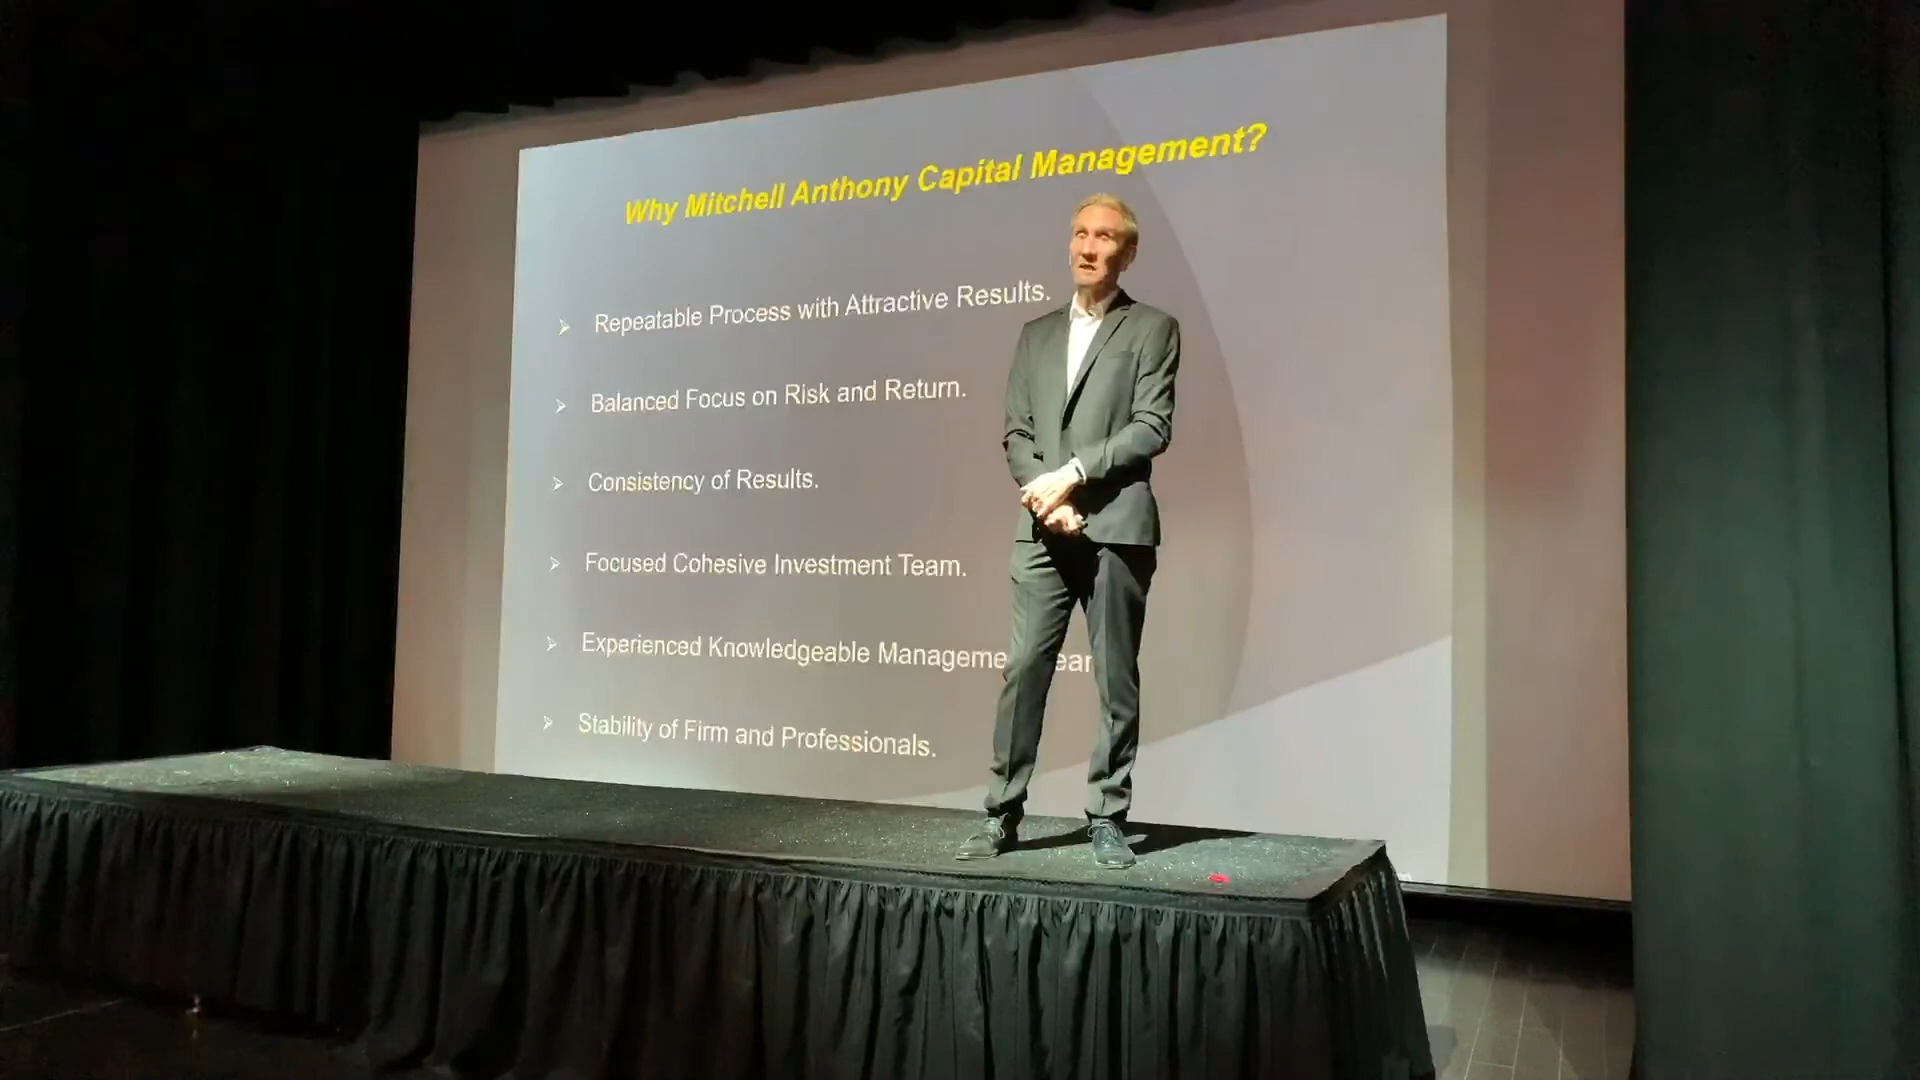 Why Mitchell Anthony Capital Management?
➢ Repeatable Process with Attractive Results.
➢ Balanced Focus on Risk and Return.
➢ Consistency of Results.
➢ Focused Cohesive Investment Team.
➢ Experienced Knowledgeable
➢ Stability of Firm and Professionals.